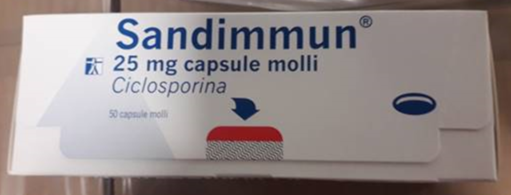 Sandimmun®
25 mg capsule molli
Ciclosporina
50 capsule molli